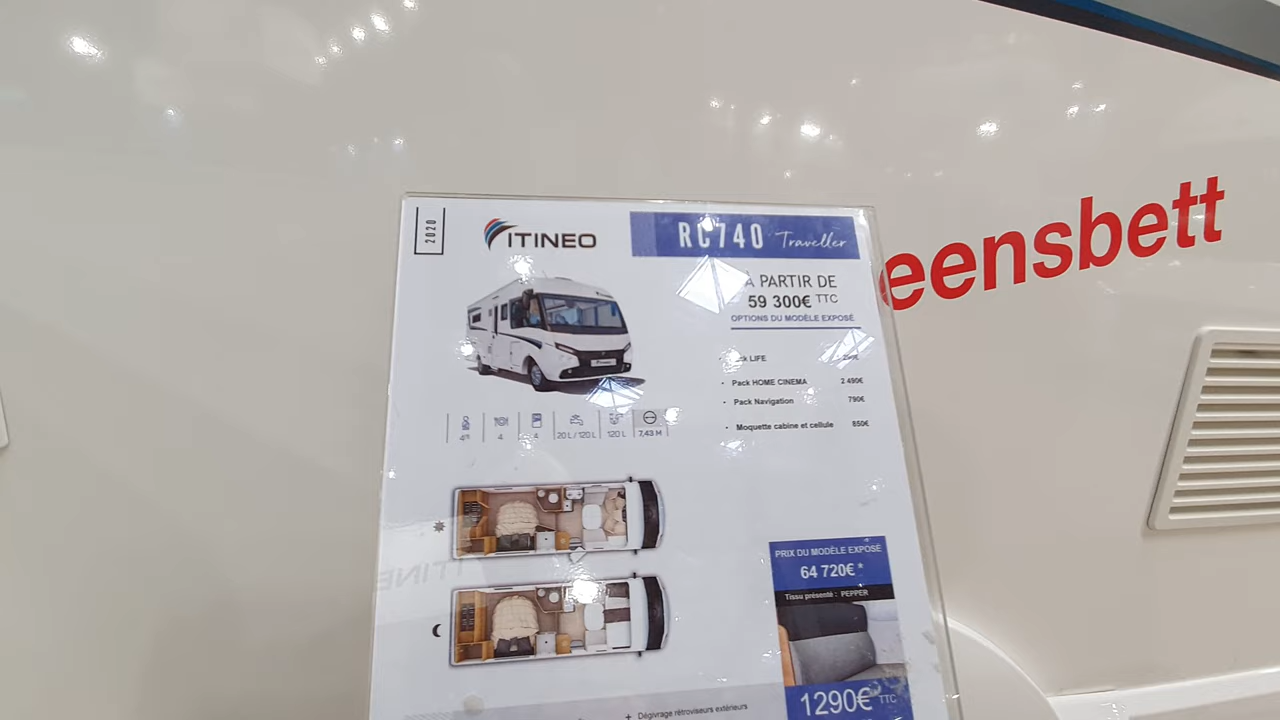 2020
ITINEO
RC740 Traveller
À PARTIR DE
59 300€ TTC
OPTIONS DU MODÈLE EXPOSÉ
LIFE
• Pack HOME CINEMA 2 490€
• Pack Navigation 790€
• Moquette cabine et cellule 850€
4 4 20 L / 120 L 120 L 7,43 M
PRIX DU MODÈLE EXPOSÉ
64 720€ *
Tissu présenté : PEPPER
1290€ TTC
+ Dégivrage rétroviseurs extérieurs
eensbett